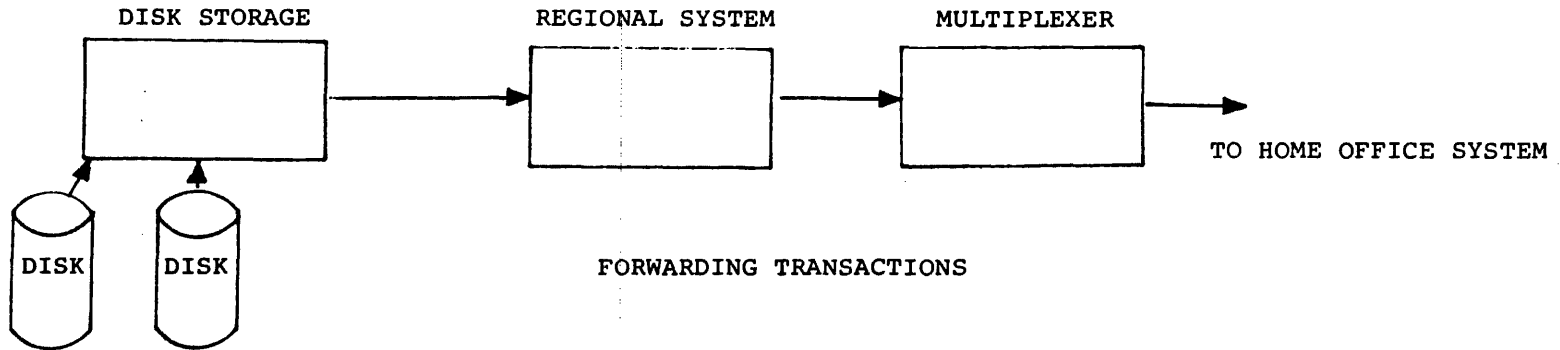 DISK STORAGE
REGIONAL SYSTEM
MULTIPLEXER
TO HOME OFFICE SYSTEM
DISK
DISK
FORWARDING TRANSACTIONS